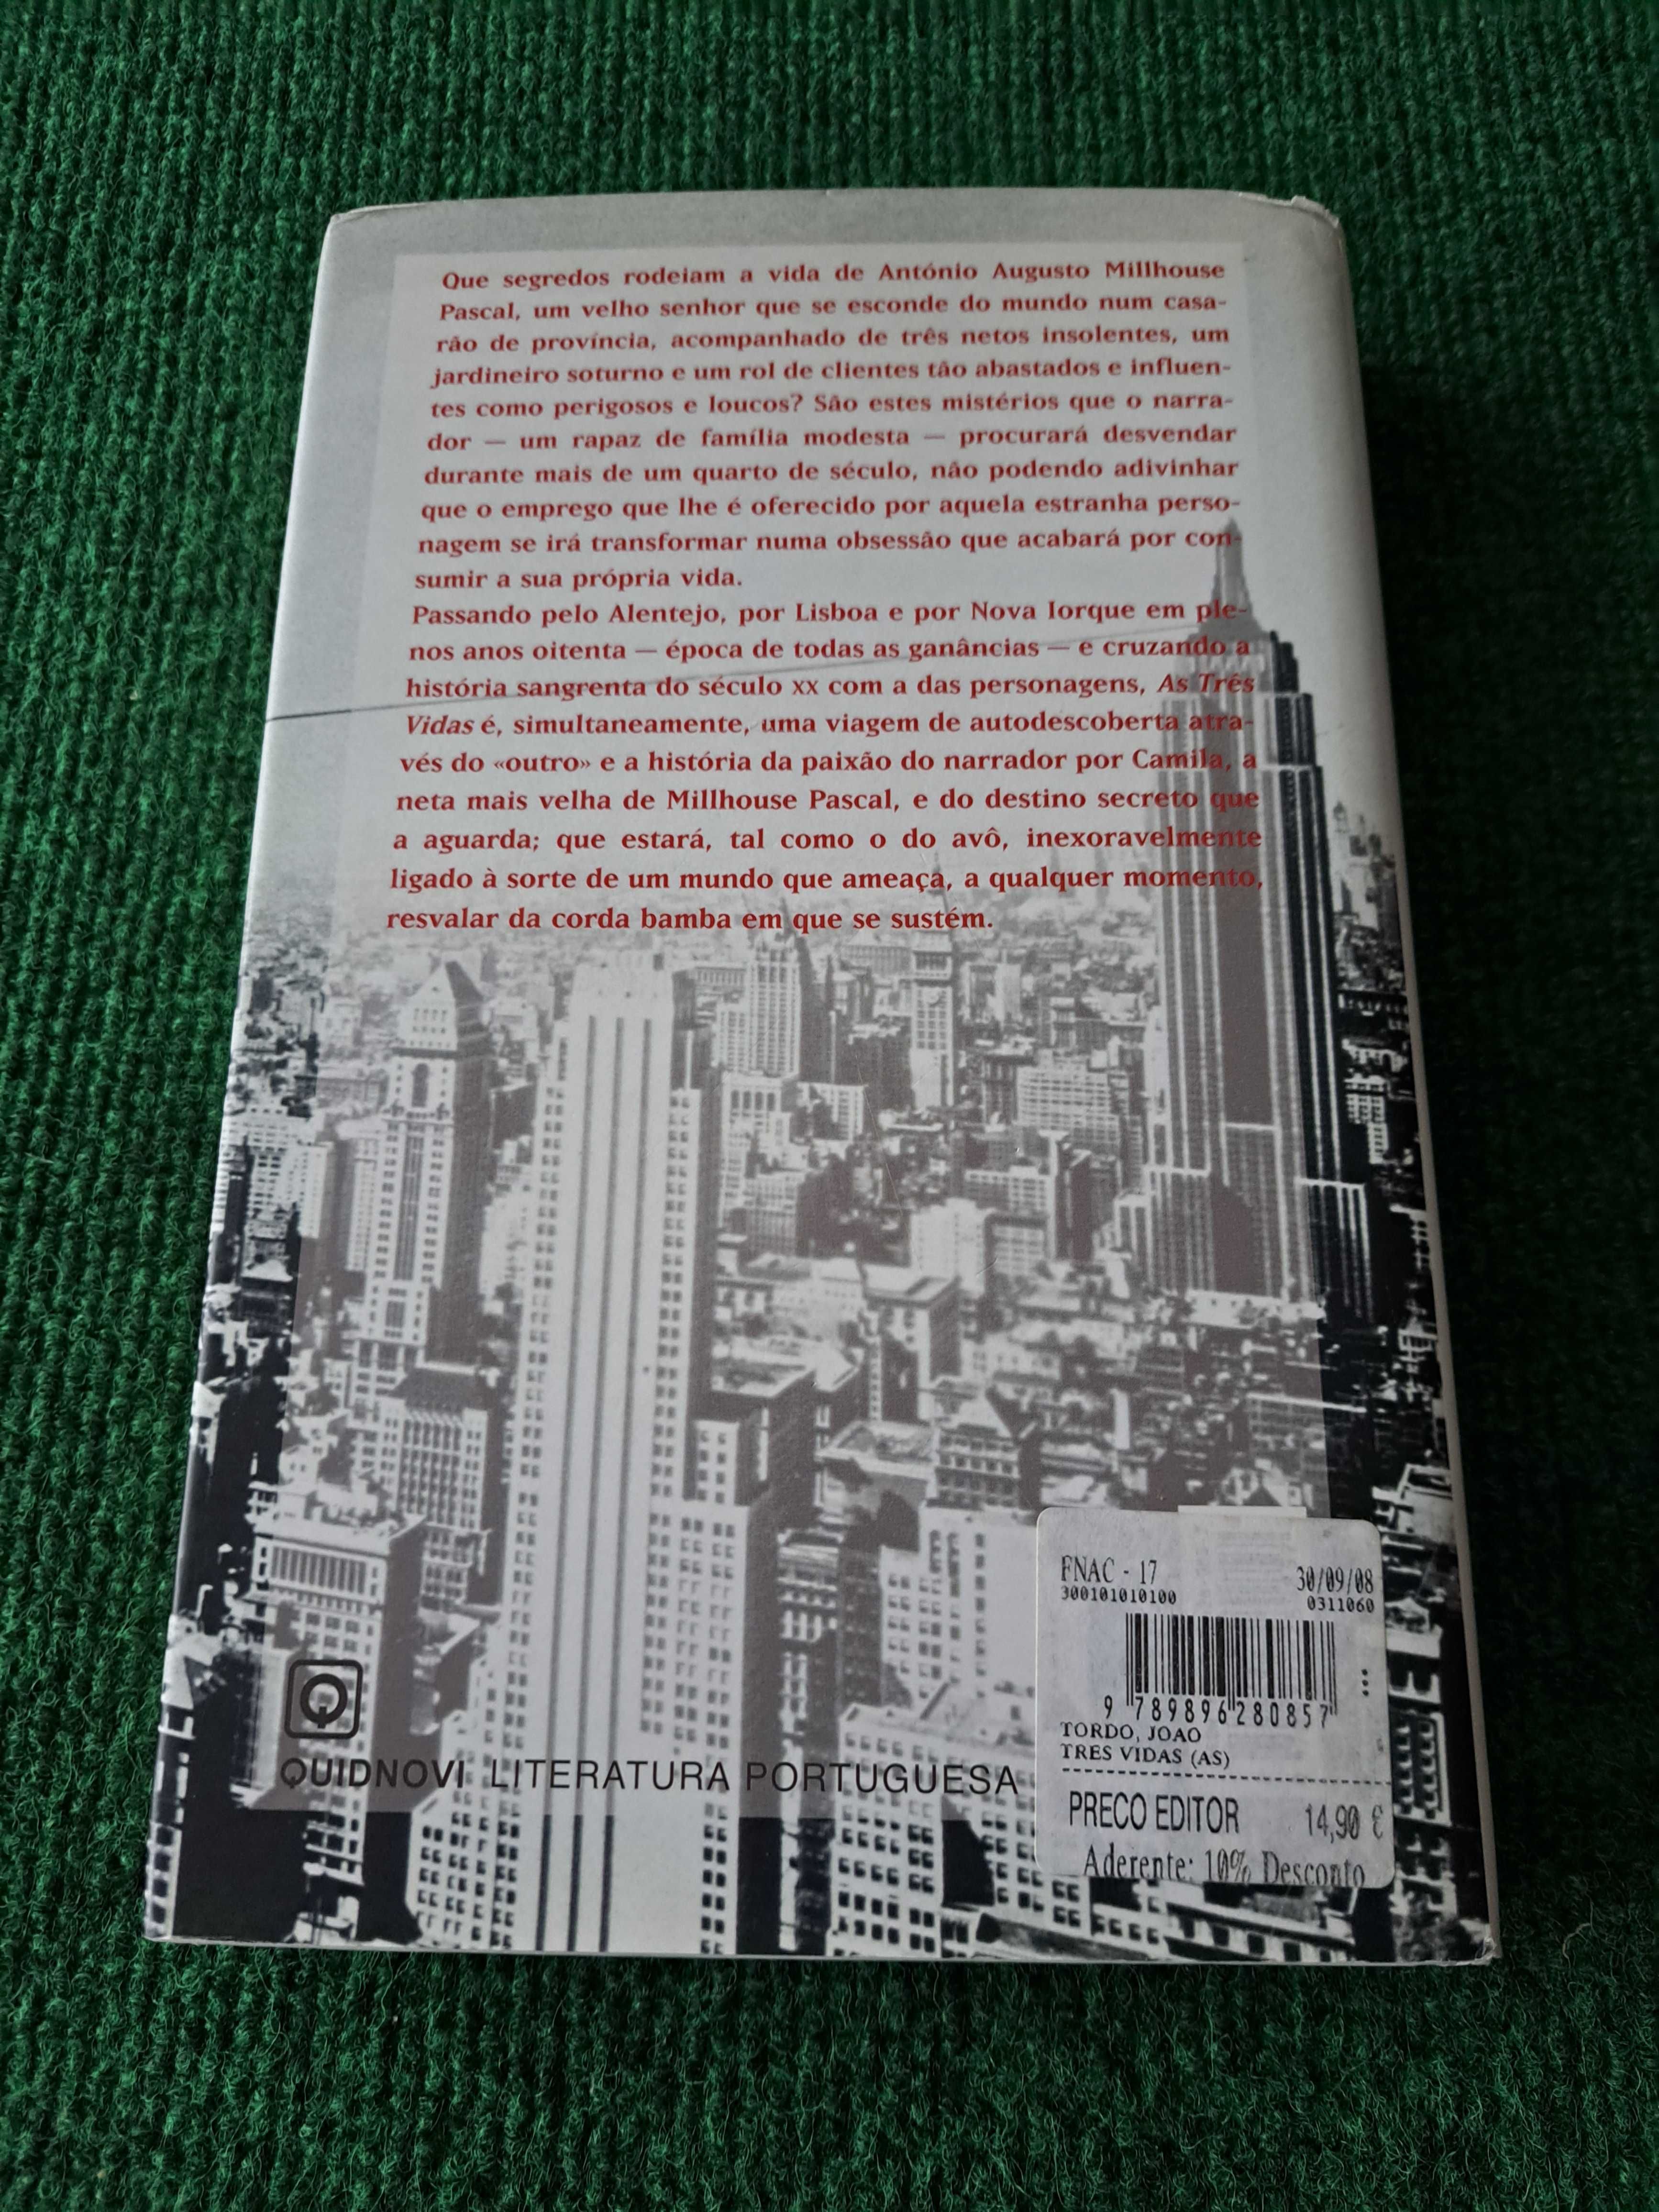 Que segredos rodeiam a vida de António Augusto Millhouse
Pascal, um velho senhor que se esconde do mundo num casa-
rão de província, acompanhado de três netos insolentes, um
jardineiro soturno e um rol de clientes tão abastados e influen-
tes como perigosos e loucos? São estes mistérios que o narra-
dor — um rapaz de família modesta — procurará desvendar
durante mais de um quarto de século, não podendo adivinhar
que o emprego que lhe é oferecido por aquela estranha perso-
nagem se irá transformar numa obsessão que acabará por con-
sumir a sua própria vida.
Passando pelo Alentejo, por Lisboa e por Nova Iorque em ple-
nos anos oitenta — época de todas as ganâncias — e cruzando a
história sangrenta do século xx com a das personagens, As Três
Vidas é, simultaneamente, uma viagem de autodescoberta atra-
vés do «outro» e a história da paixão do narrador por Camila, a
neta mais velha de Millhouse Pascal, e do destino secreto que
a aguarda; que estará, tal como o do avô, inexoravelmente
ligado à sorte de um mundo que ameaça, a qualquer momento,
resvalar da corda bamba em que se sustém.
FNAC - 17 30/09/08
300101010100 0311060
9 789896 280857
TORDO, JOAO
TRES VIDAS (AS)
PRECO EDITOR 14,90 €
Aderente: 10% Desconto
Q
QUIDNOVI LITERATURA PORTUGUESA